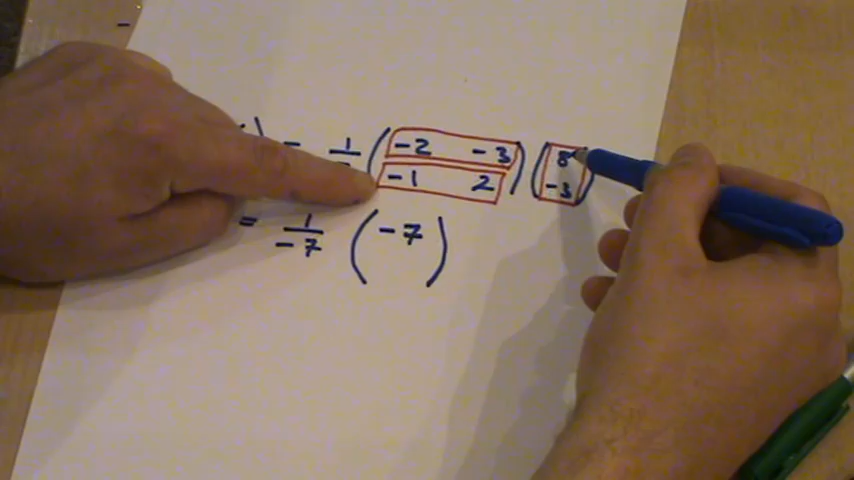 ) = 1 ( -2 -3 ) ( 8 )
-1 2 -3
= 1/-7 ( -7 )